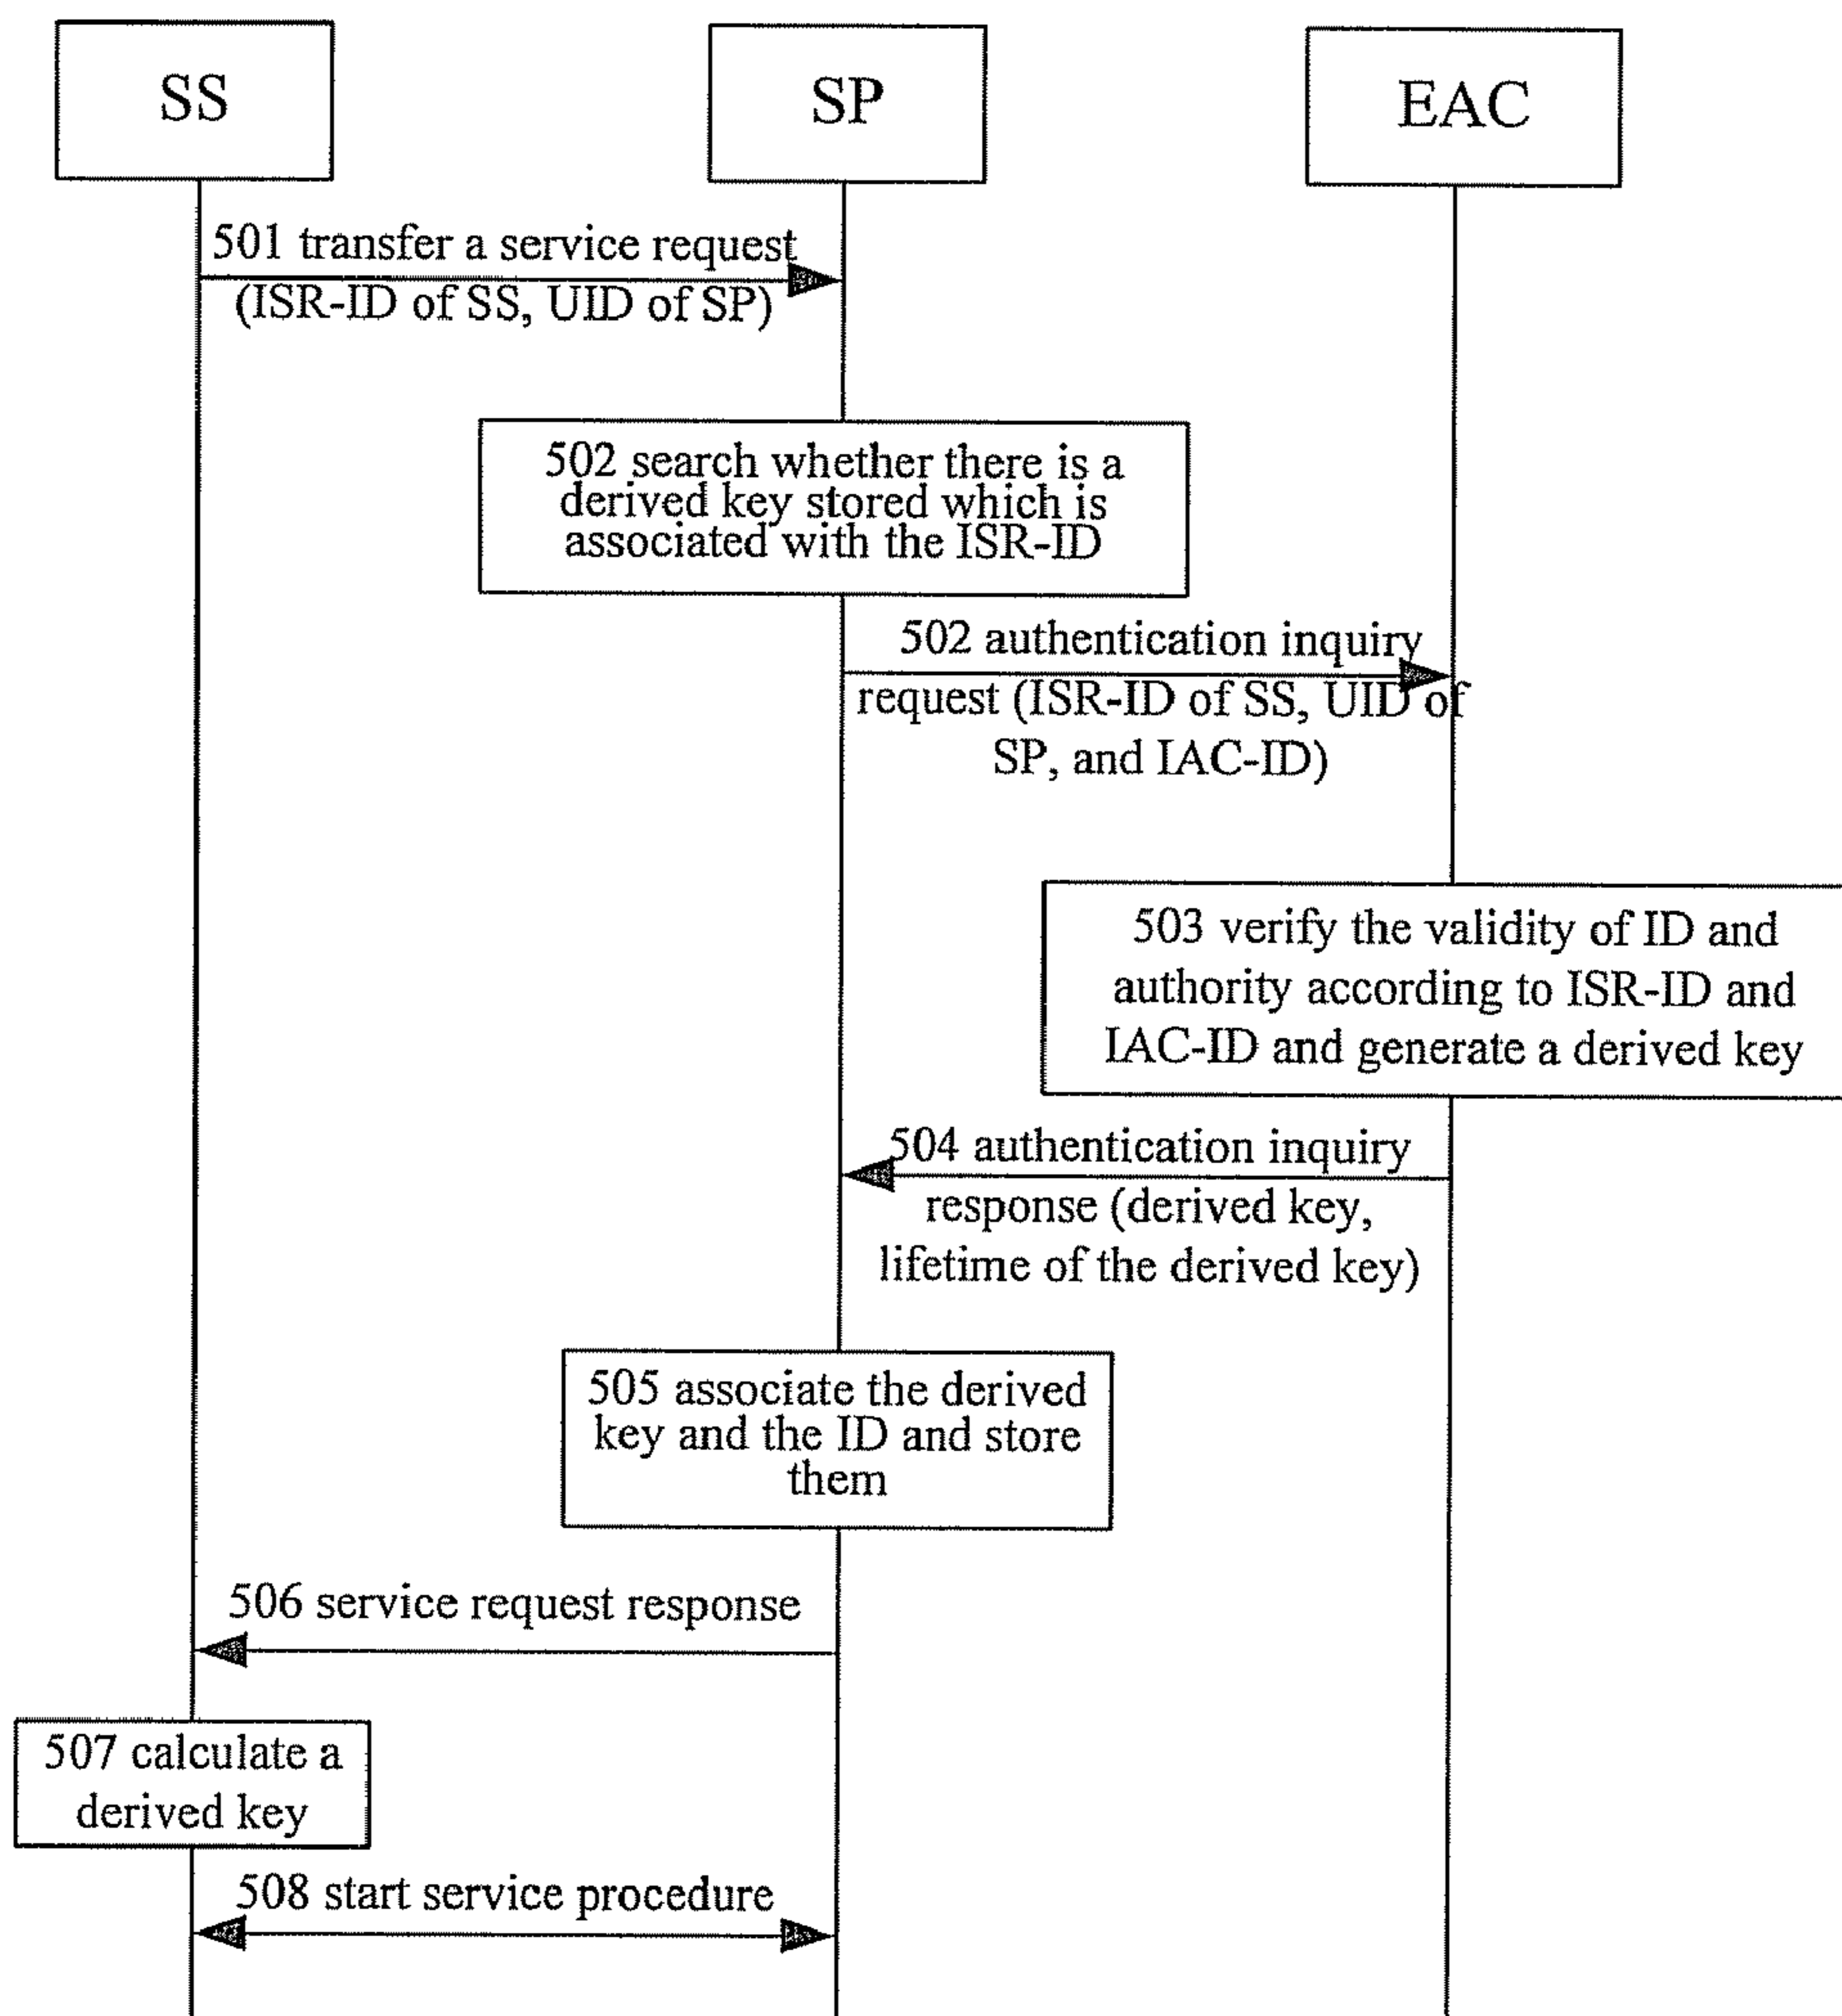 SS
SP
EAC
501 transfer a service request
(ISR-ID of SS, UID of SP)
502 search whether there is a
derived key stored which is
associated with the ISR-ID
502 authentication inquiry
request (ISR-ID of SS, UID of
SP, and IAC-ID)
503 verify the validity of ID and
authority according to ISR-ID and
IAC-ID and generate a derived key
504 authentication inquiry
response (derived key,
lifetime of the derived key)
505 associate the derived
key and the ID and store
them
506 service request response
507 calculate a
derived key
508 start service procedure